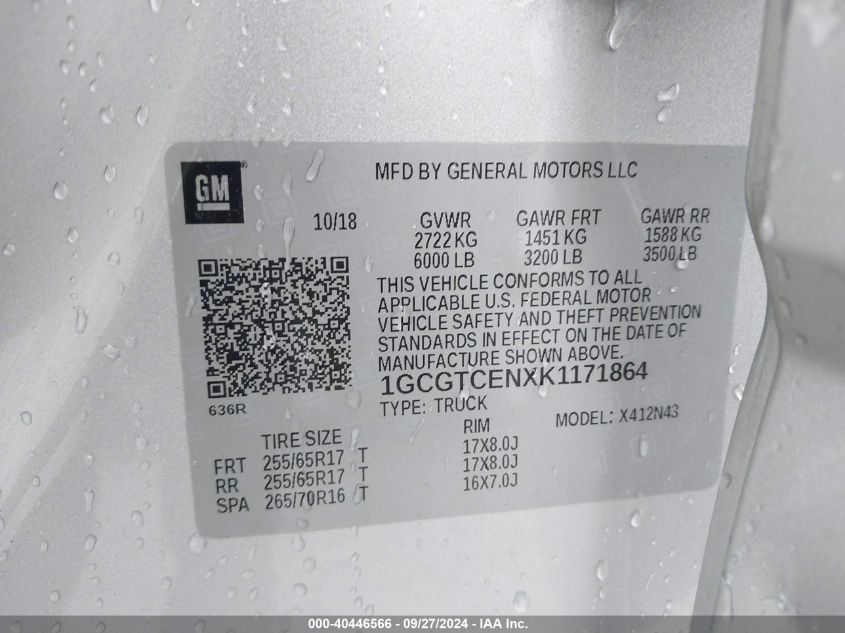 GM
MFD BY GENERAL MOTORS LLC
10/18
GVWR GAWR FRT GAWR RR
2722 KG 1451 KG 1588 KG
6000 LB 3200 LB 3500 LB
THIS VEHICLE CONFORMS TO ALL
APPLICABLE U.S. FEDERAL MOTOR
VEHICLE SAFETY AND THEFT PREVENTION
STANDARDS IN EFFECT ON THE DATE OF
MANUFACTURE SHOWN ABOVE.
1GCGTCENXK1171864
636R
TYPE: TRUCK
MODEL: X412N43
TIRE SIZE RIM
FRT 255/65R17 T 17X8.0J
RR 255/65R17 T 17X8.0J
SPA 265/70R16 T 16X7.0J
000-40446566 - 09/27/2024 - IAA Inc.